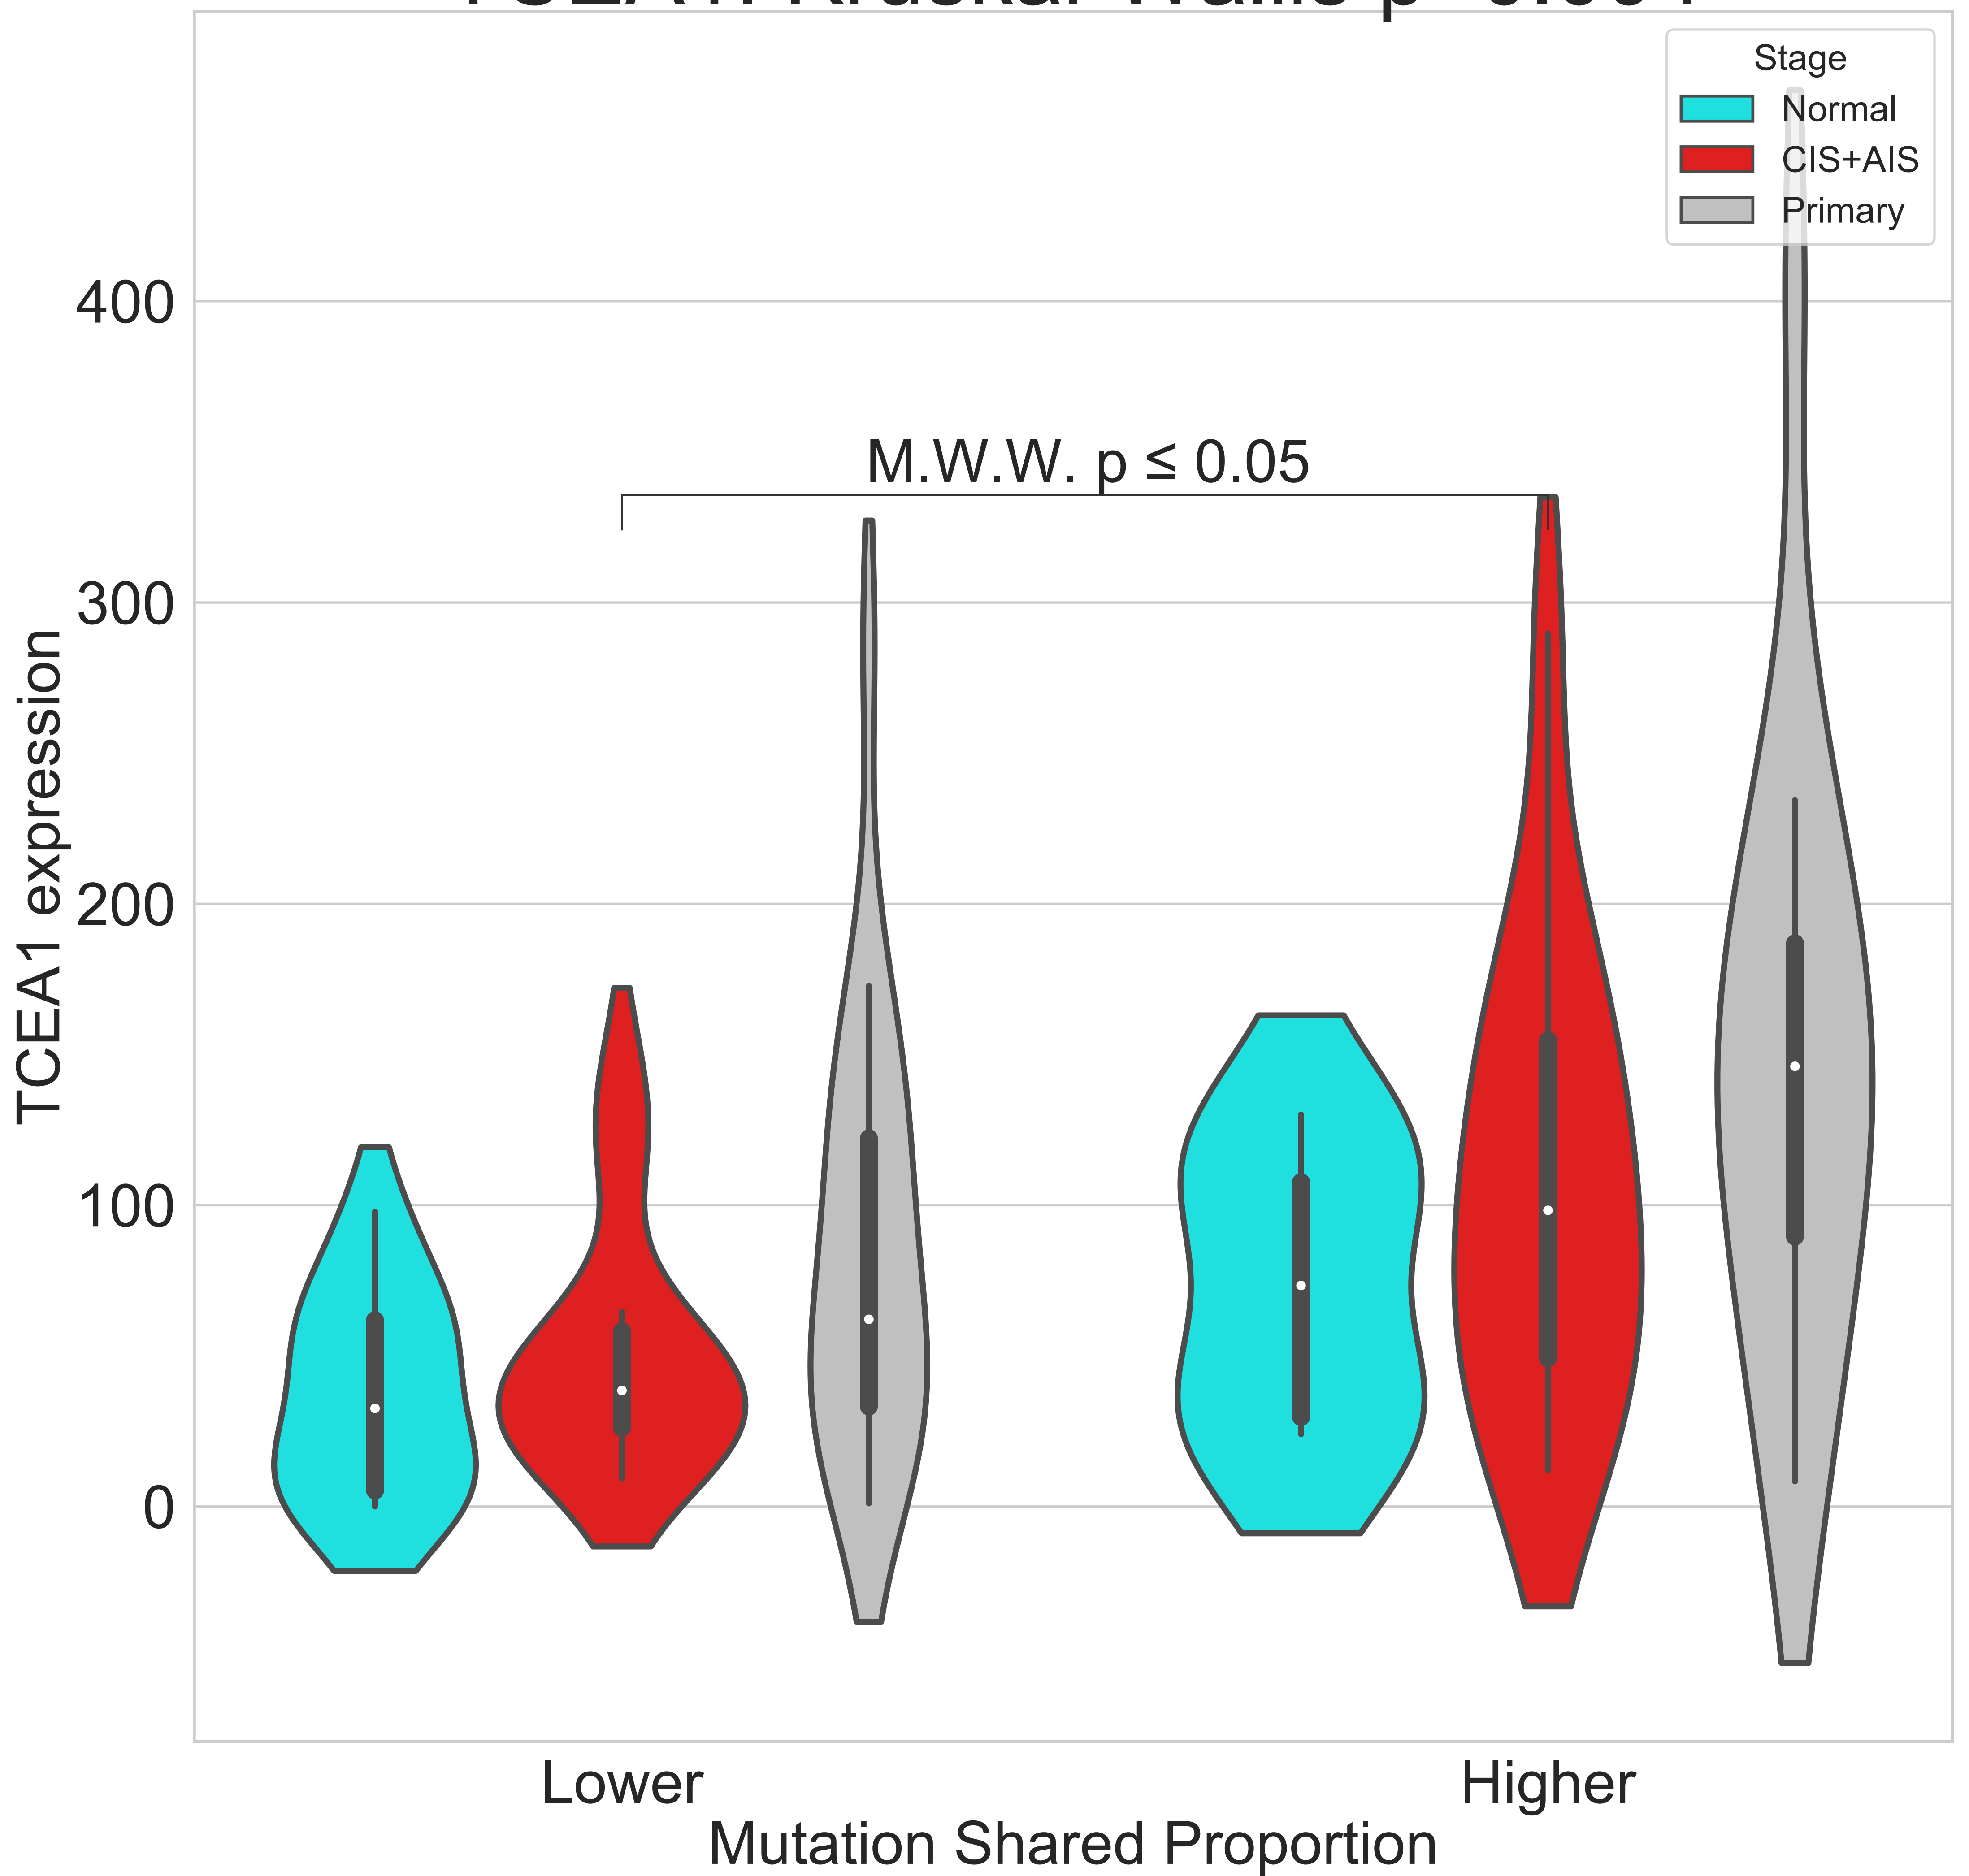 Stage
Normal
CIS+AIS
Primary
400
300
200
100
0
M.W.W. p ≤ 0.05
TCEA1 expression
Lower
Higher
Mutation Shared Proportion